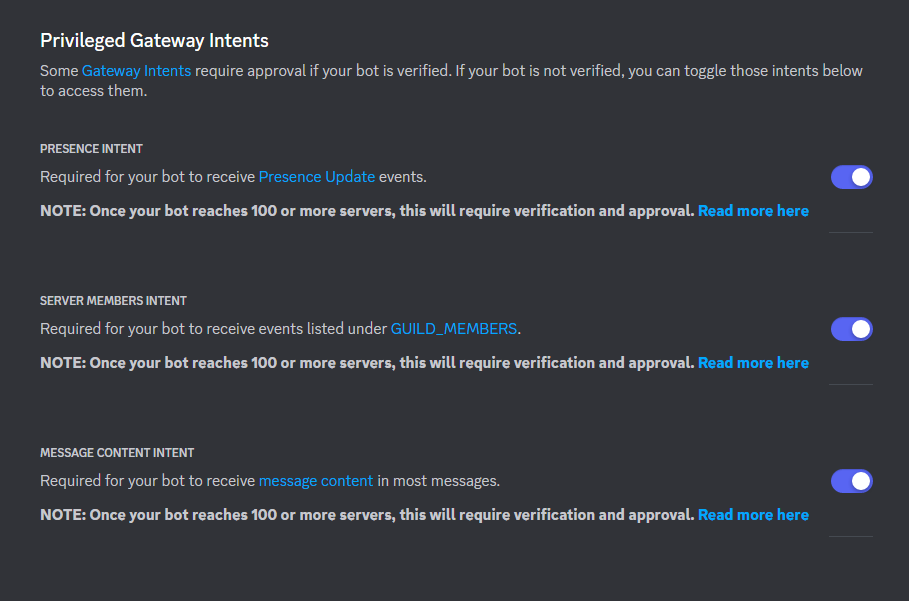 Privileged Gateway Intents
Some Gateway Intents require approval if your bot is verified. If your bot is not verified, you can toggle those intents below
to access them.
PRESENCE INTENT
Required for your bot to receive Presence Update events.
NOTE: Once your bot reaches 100 or more servers, this will require verification and approval. Read more here
SERVER MEMBERS INTENT
Required for your bot to receive events listed under GUILD_MEMBERS.
NOTE: Once your bot reaches 100 or more servers, this will require verification and approval. Read more here
MESSAGE CONTENT INTENT
Required for your bot to receive message content in most messages.
NOTE: Once your bot reaches 100 or more servers, this will require verification and approval. Read more here